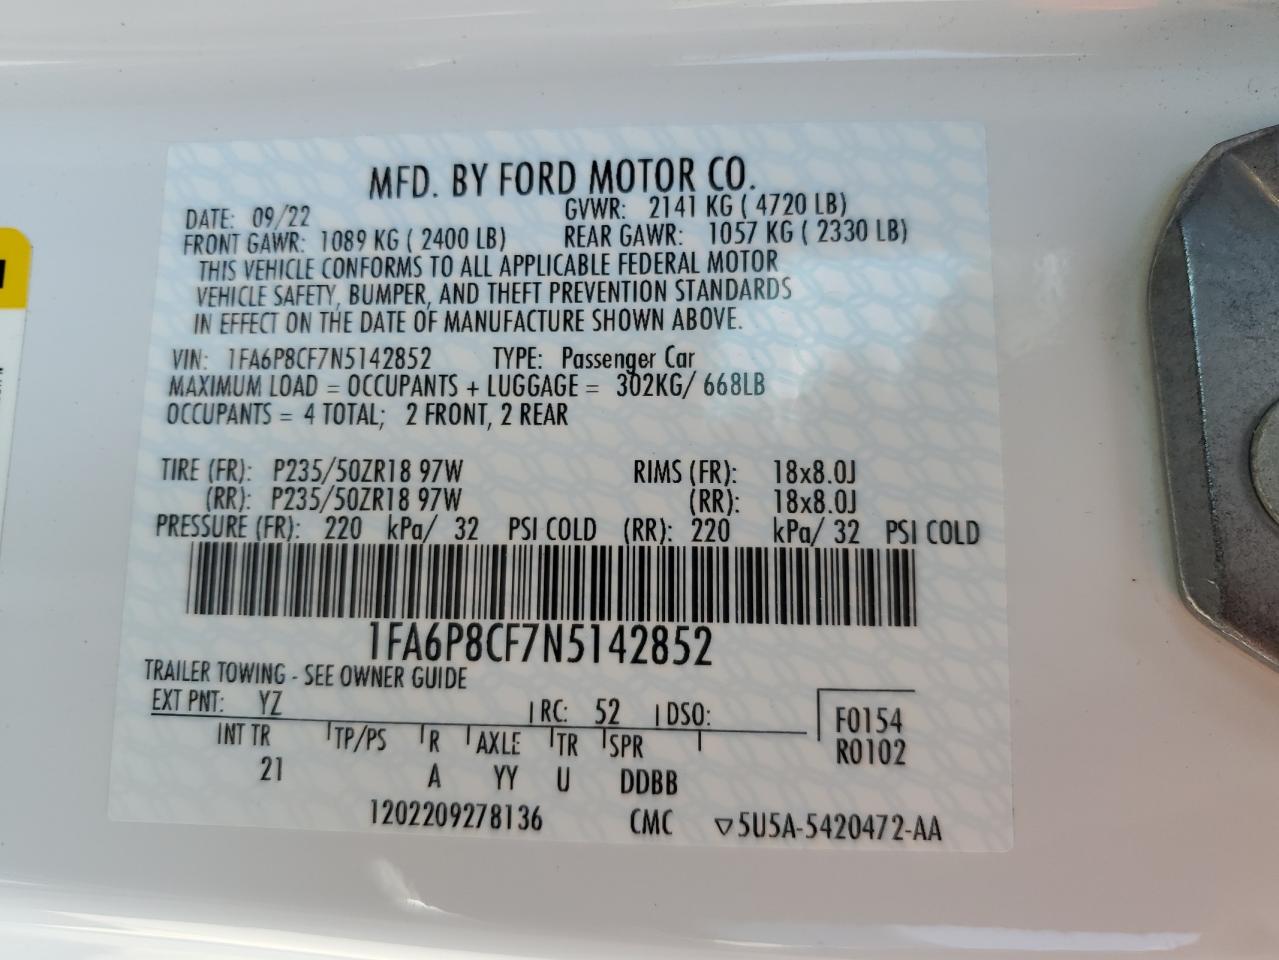 MFD. BY FORD MOTOR CO.
DATE: 09/22 GVWR: 2141 KG ( 4720 LB)
FRONT GAWR: 1089 KG ( 2400 LB) REAR GAWR: 1057 KG ( 2330 LB)
THIS VEHICLE CONFORMS TO ALL APPLICABLE FEDERAL MOTOR
VEHICLE SAFETY, BUMPER, AND THEFT PREVENTION STANDARDS
IN EFFECT ON THE DATE OF MANUFACTURE SHOWN ABOVE.
VIN: 1FA6P8CF7N5142852 TYPE: Passenger Car
MAXIMUM LOAD = OCCUPANTS + LUGGAGE = 302KG/ 668LB
OCCUPANTS = 4 TOTAL; 2 FRONT, 2 REAR
TIRE (FR): P235/50ZR18 97W RIMS (FR): 18x8.0J
(RR): P235/50ZR18 97W (RR): 18x8.0J
PRESSURE (FR): 220 kPa/ 32 PSI COLD (RR): 220 kPa/ 32 PSI COLD
1FA6P8CF7N5142852
TRAILER TOWING - SEE OWNER GUIDE
EXT PNT: YZ RC: 52 DSO: F0154
INT TR TP/PS R AXLE TR SPR R0102
21 A YY U DDBB
1202209278136 CMC ▽5U5A-5420472-AA